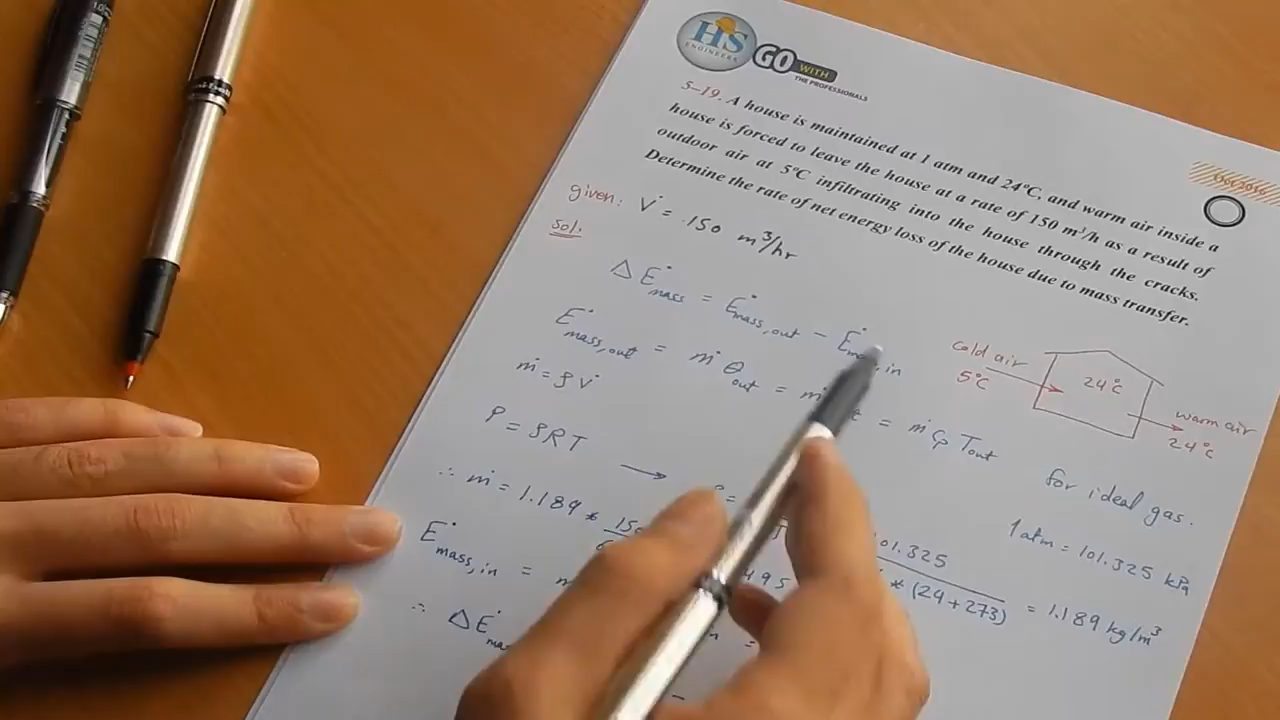 HS
ENGINEERS
GO WITH
THE PROFESSIONALS
5-19. A house is maintained at 1 atm and 24°C, and warm air inside a
house is forced to leave the house at a rate of 150 m³/h as a result of
outdoor air at 5°C infiltrating into the house through the cracks.
Determine the rate of net energy loss of the house due to mass transfer.
given: V̇ = 150 m³/hr
sol.
ΔĖmass = Ėmass,out - Ėm in
Ėmass,out = ṁ θout = ṁ = ṁ Cp Tout for ideal gas.
ṁ = ρ V̇
P = ρRT → 101.325 * (24+273) = 1.189 kg/m³
1 atm = 101.325 kPa
∴ ṁ = 1.189 *
Ėmass,in =
∴ ΔĖ
cold air
5°C
24°C
warm air
24°C